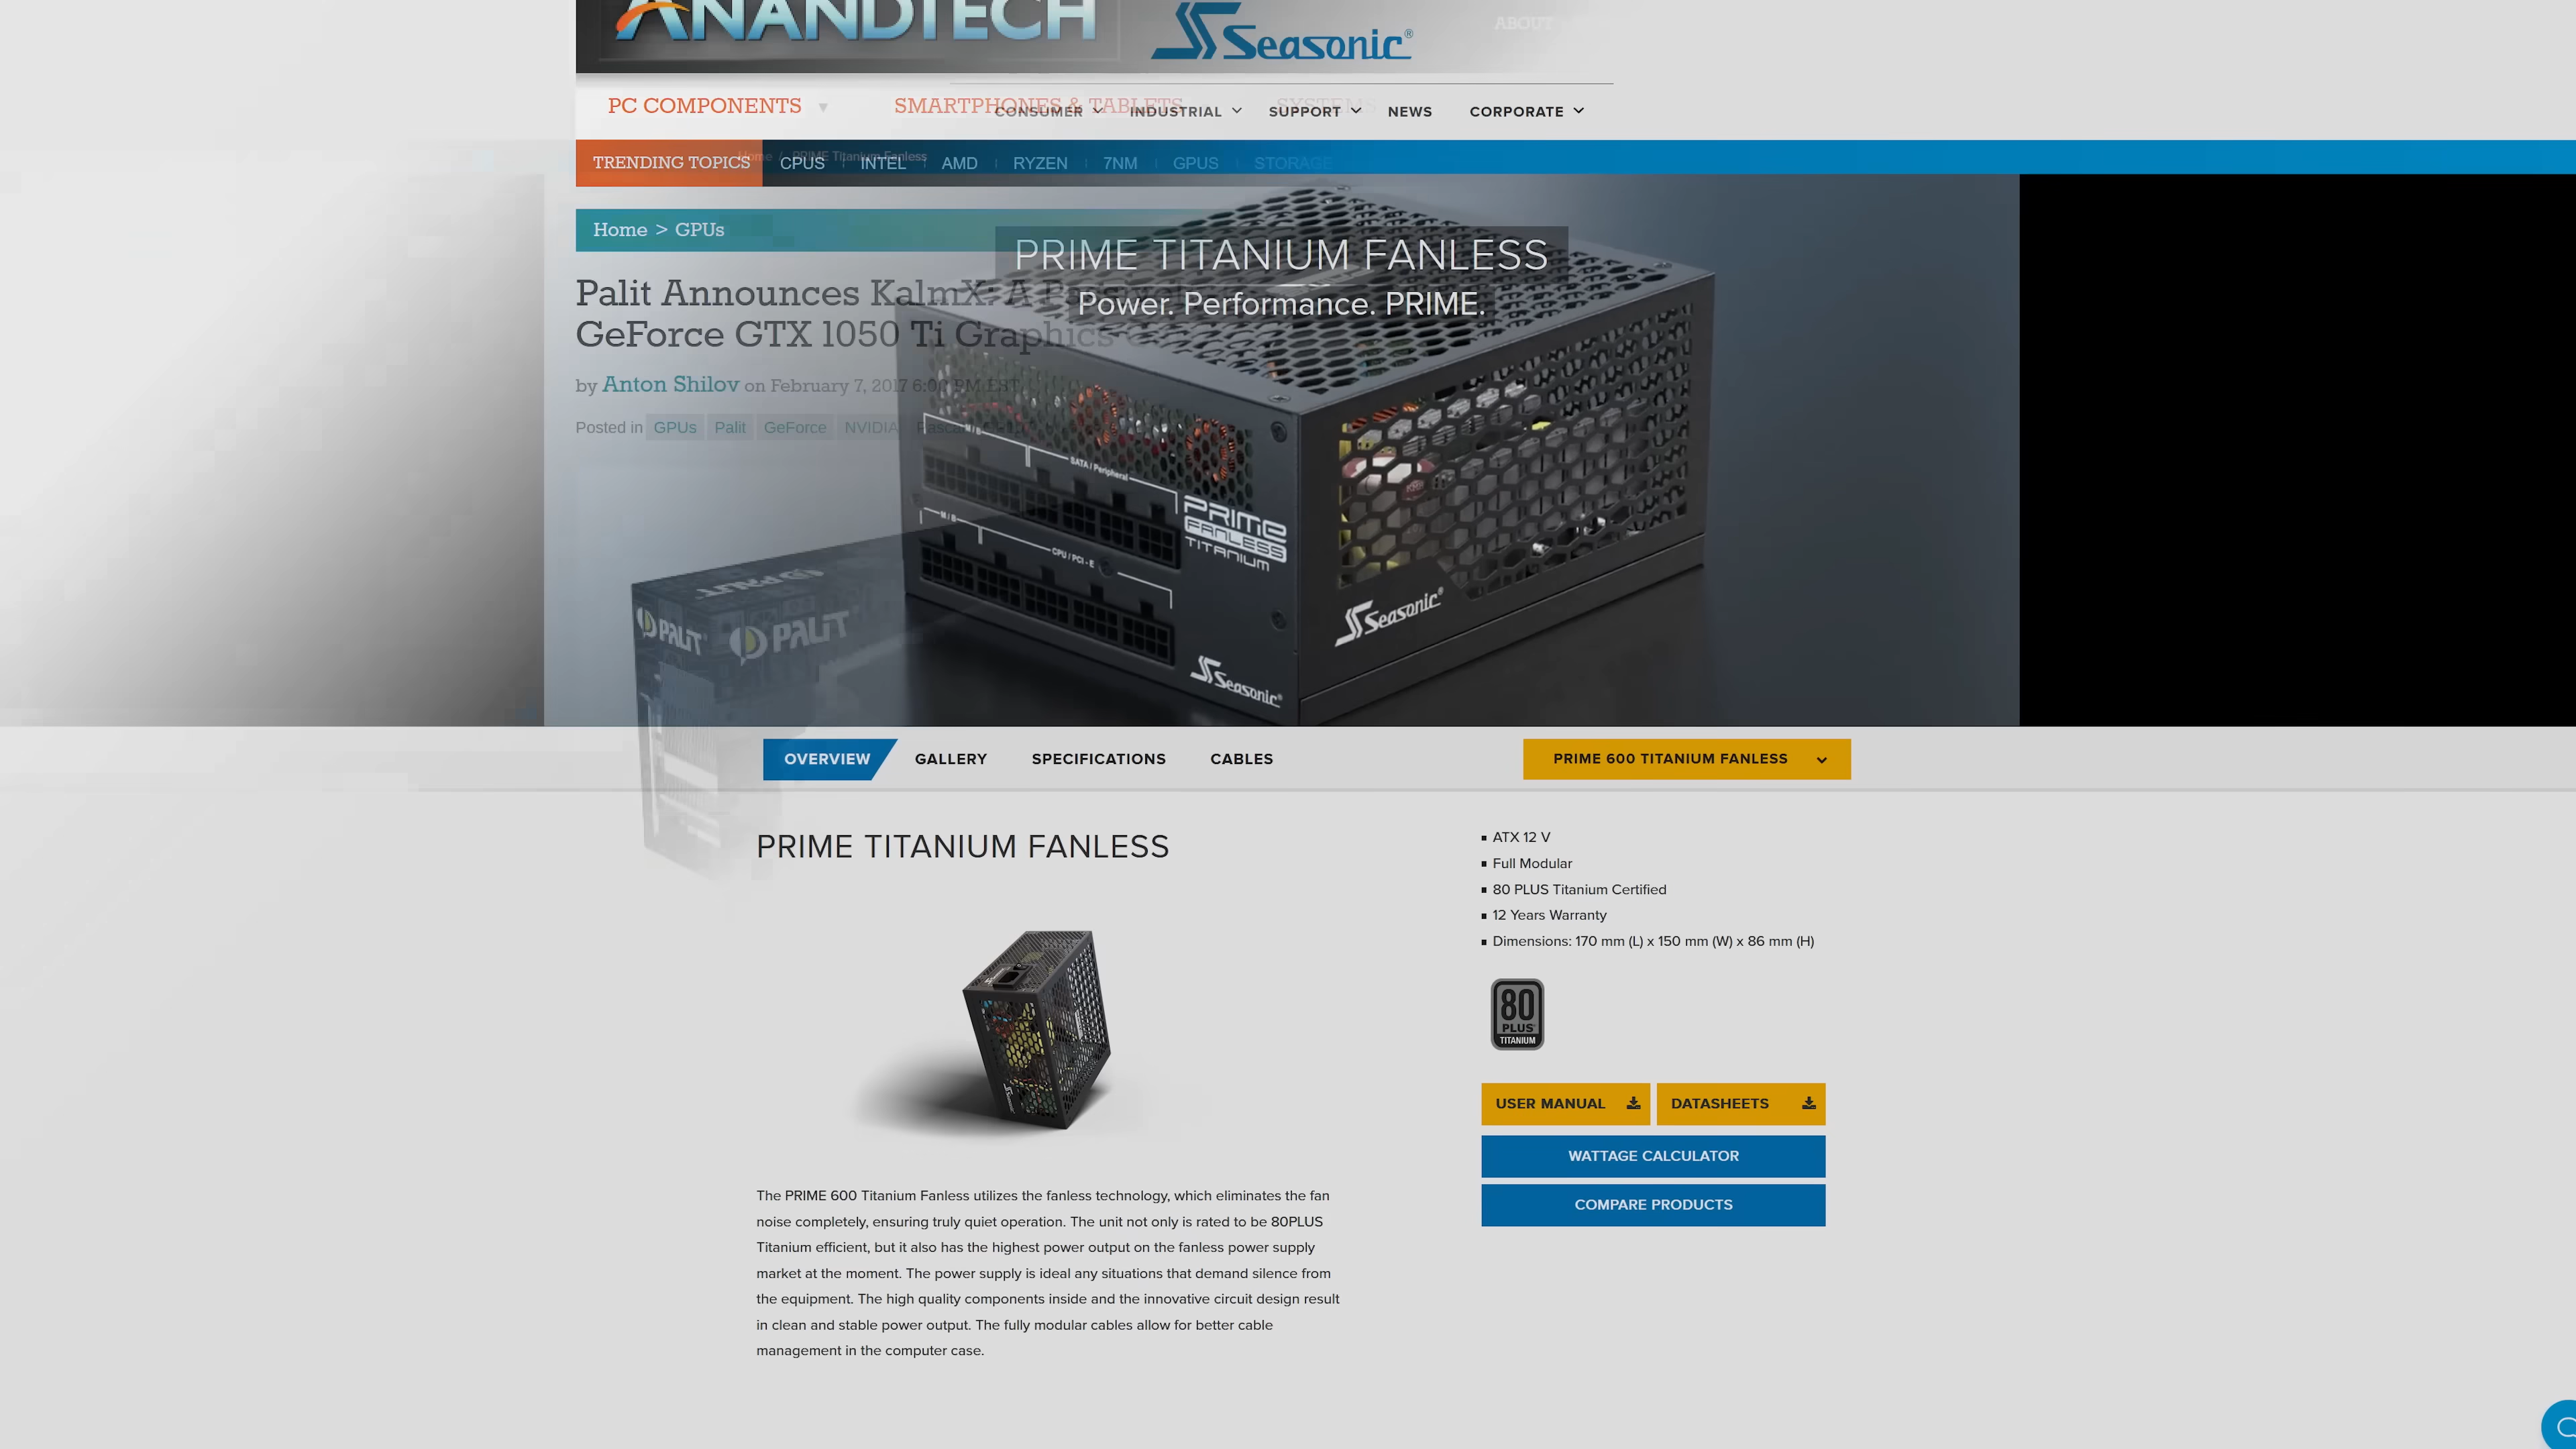 ANANDTECH
Seasonic®
ABOUT
PC COMPONENTS
SMARTPHONES & TABLETS
SYSTEMS
CONSUMER INDUSTRIAL SUPPORT NEWS CORPORATE
Home / PRIME Titanium Fanless
TRENDING TOPICS CPUS INTEL AMD RYZEN 7NM GPUS STORAGE
Home > GPUs
PRIME TITANIUM FANLESS
Power. Performance. PRIME.
Palit Announces KalmX: A
GeForce GTX 1050 Ti Graphics
by Anton Shilov on February 7, 2017 6:00 PM EST
Posted in GPUs Palit GeForce NVIDIA Pascal
SATA / Peripheral
M/B
CPU / PCI-E
PRIME
FANLESS
TITANIUM
Seasonic®
Seasonic®
PALIT
PALIT
PALIT
OVERVIEW GALLERY SPECIFICATIONS CABLES
PRIME 600 TITANIUM FANLESS
PRIME TITANIUM FANLESS
▪ ATX 12 V
▪ Full Modular
▪ 80 PLUS Titanium Certified
▪ 12 Years Warranty
▪ Dimensions: 170 mm (L) x 150 mm (W) x 86 mm (H)
80
PLUS
TITANIUM
USER MANUAL
DATASHEETS
WATTAGE CALCULATOR
COMPARE PRODUCTS
The PRIME 600 Titanium Fanless utilizes the fanless technology, which eliminates the fan
noise completely, ensuring truly quiet operation. The unit not only is rated to be 80PLUS
Titanium efficient, but it also has the highest power output on the fanless power supply
market at the moment. The power supply is ideal any situations that demand silence from
the equipment. The high quality components inside and the innovative circuit design result
in clean and stable power output. The fully modular cables allow for better cable
management in the computer case.